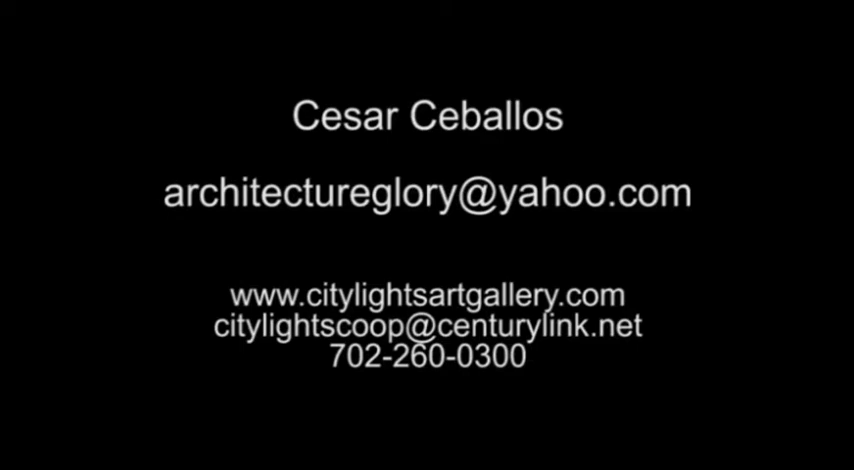 Cesar Ceballos
architectureglory@yahoo.com
www.citylightsartgallery.com
citylightscoop@centurylink.net
702-260-0300